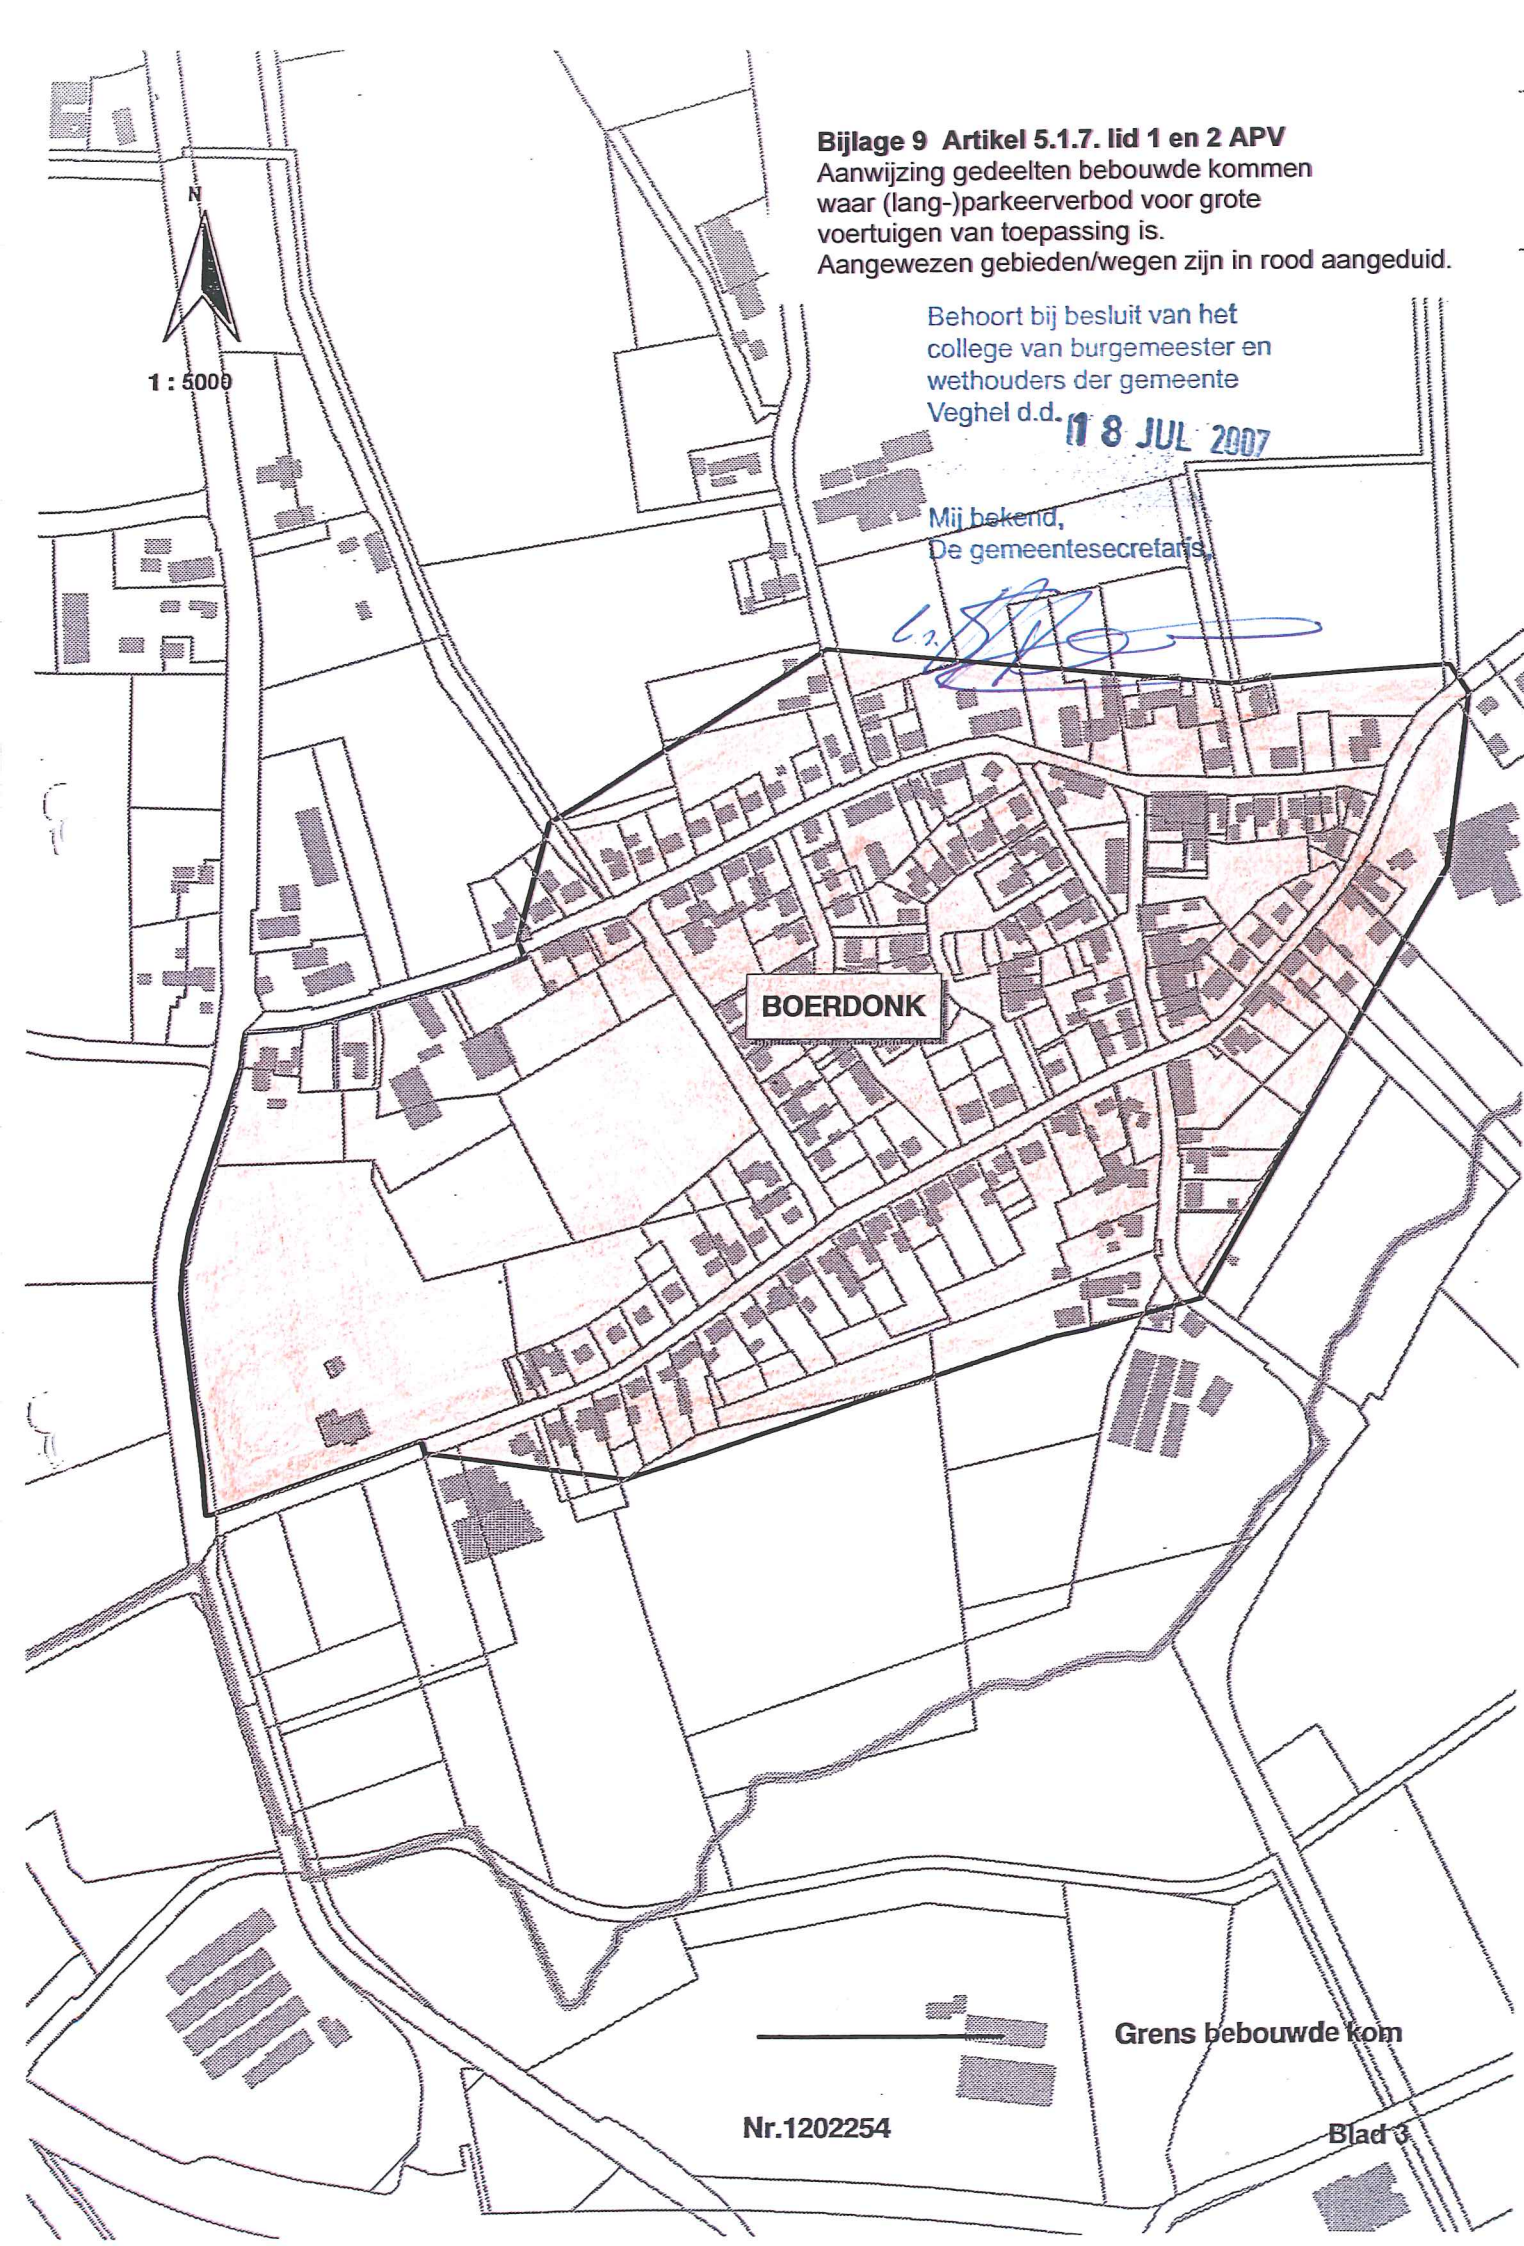 Bijlage 9 Artikel 5.1.7. lid 1 en 2 APV
Aanwijzing gedeelten bebouwde kommen
waar (lang-)parkeerverbod voor grote
voertuigen van toepassing is.
Aangewezen gebieden/wegen zijn in rood aangeduid.
N
1 : 5000
Behoort bij besluit van het
college van burgemeester en
wethouders der gemeente
Veghel d.d. 18 JUL 2007
Mij bekend,
De gemeentesecretaris,
BOERDONK
Grens bebouwde kom
Nr.1202254
Blad 3